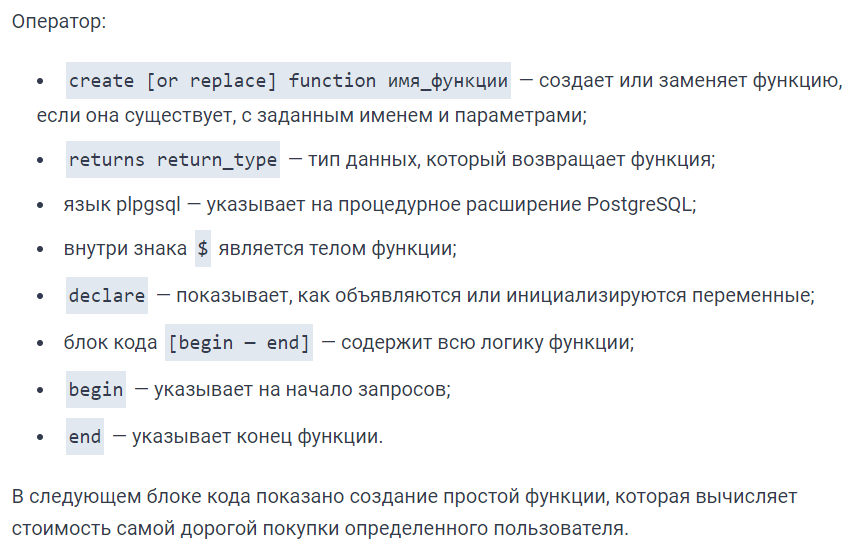 Оператор:
• create [or replace] function имя_функции — создает или заменяет функцию,
если она существует, с заданным именем и параметрами;
• returns return_type — тип данных, который возвращает функция;
• язык plpgsql — указывает на процедурное расширение PostgreSQL;
• внутри знака $ является телом функции;
• declare — показывает, как объявляются или инициализируются переменные;
• блок кода [begin — end] — содержит всю логику функции;
• begin — указывает на начало запросов;
• end — указывает конец функции.
В следующем блоке кода показано создание простой функции, которая вычисляет
стоимость самой дорогой покупки определенного пользователя.